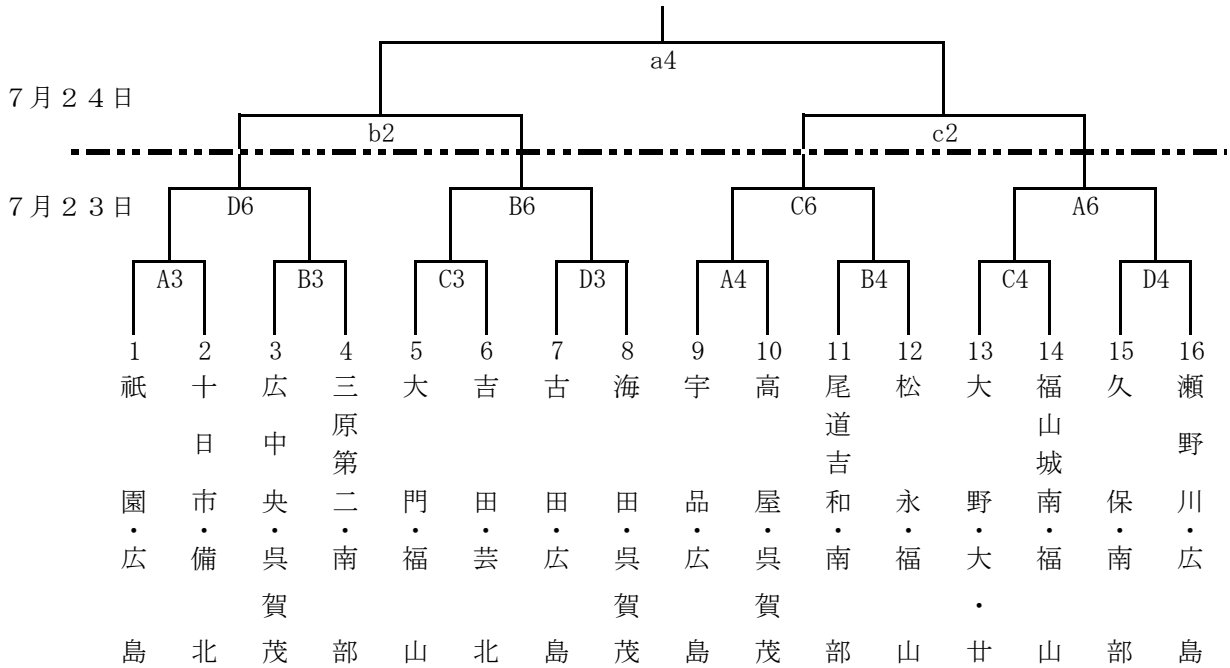 a4
７月２４日
b2 c2
７月２３日
D6 B6 C6 A6
A3 B3 C3 D3 A4 B4 C4 D4
1 2 3 4 5 6 7 8 9 10 11 12 13 14 15 16
祇園・広島
十日市・備北
広中央・呉賀茂
三原第二・南部
大門・福山
吉田・芸北
古田・広島
海田・呉賀茂
宇品・広島
高屋・呉賀茂
尾道吉和・南部
松永・福山
大野・大・廿
福山城南・福山
久保・南部
瀬野川・広島